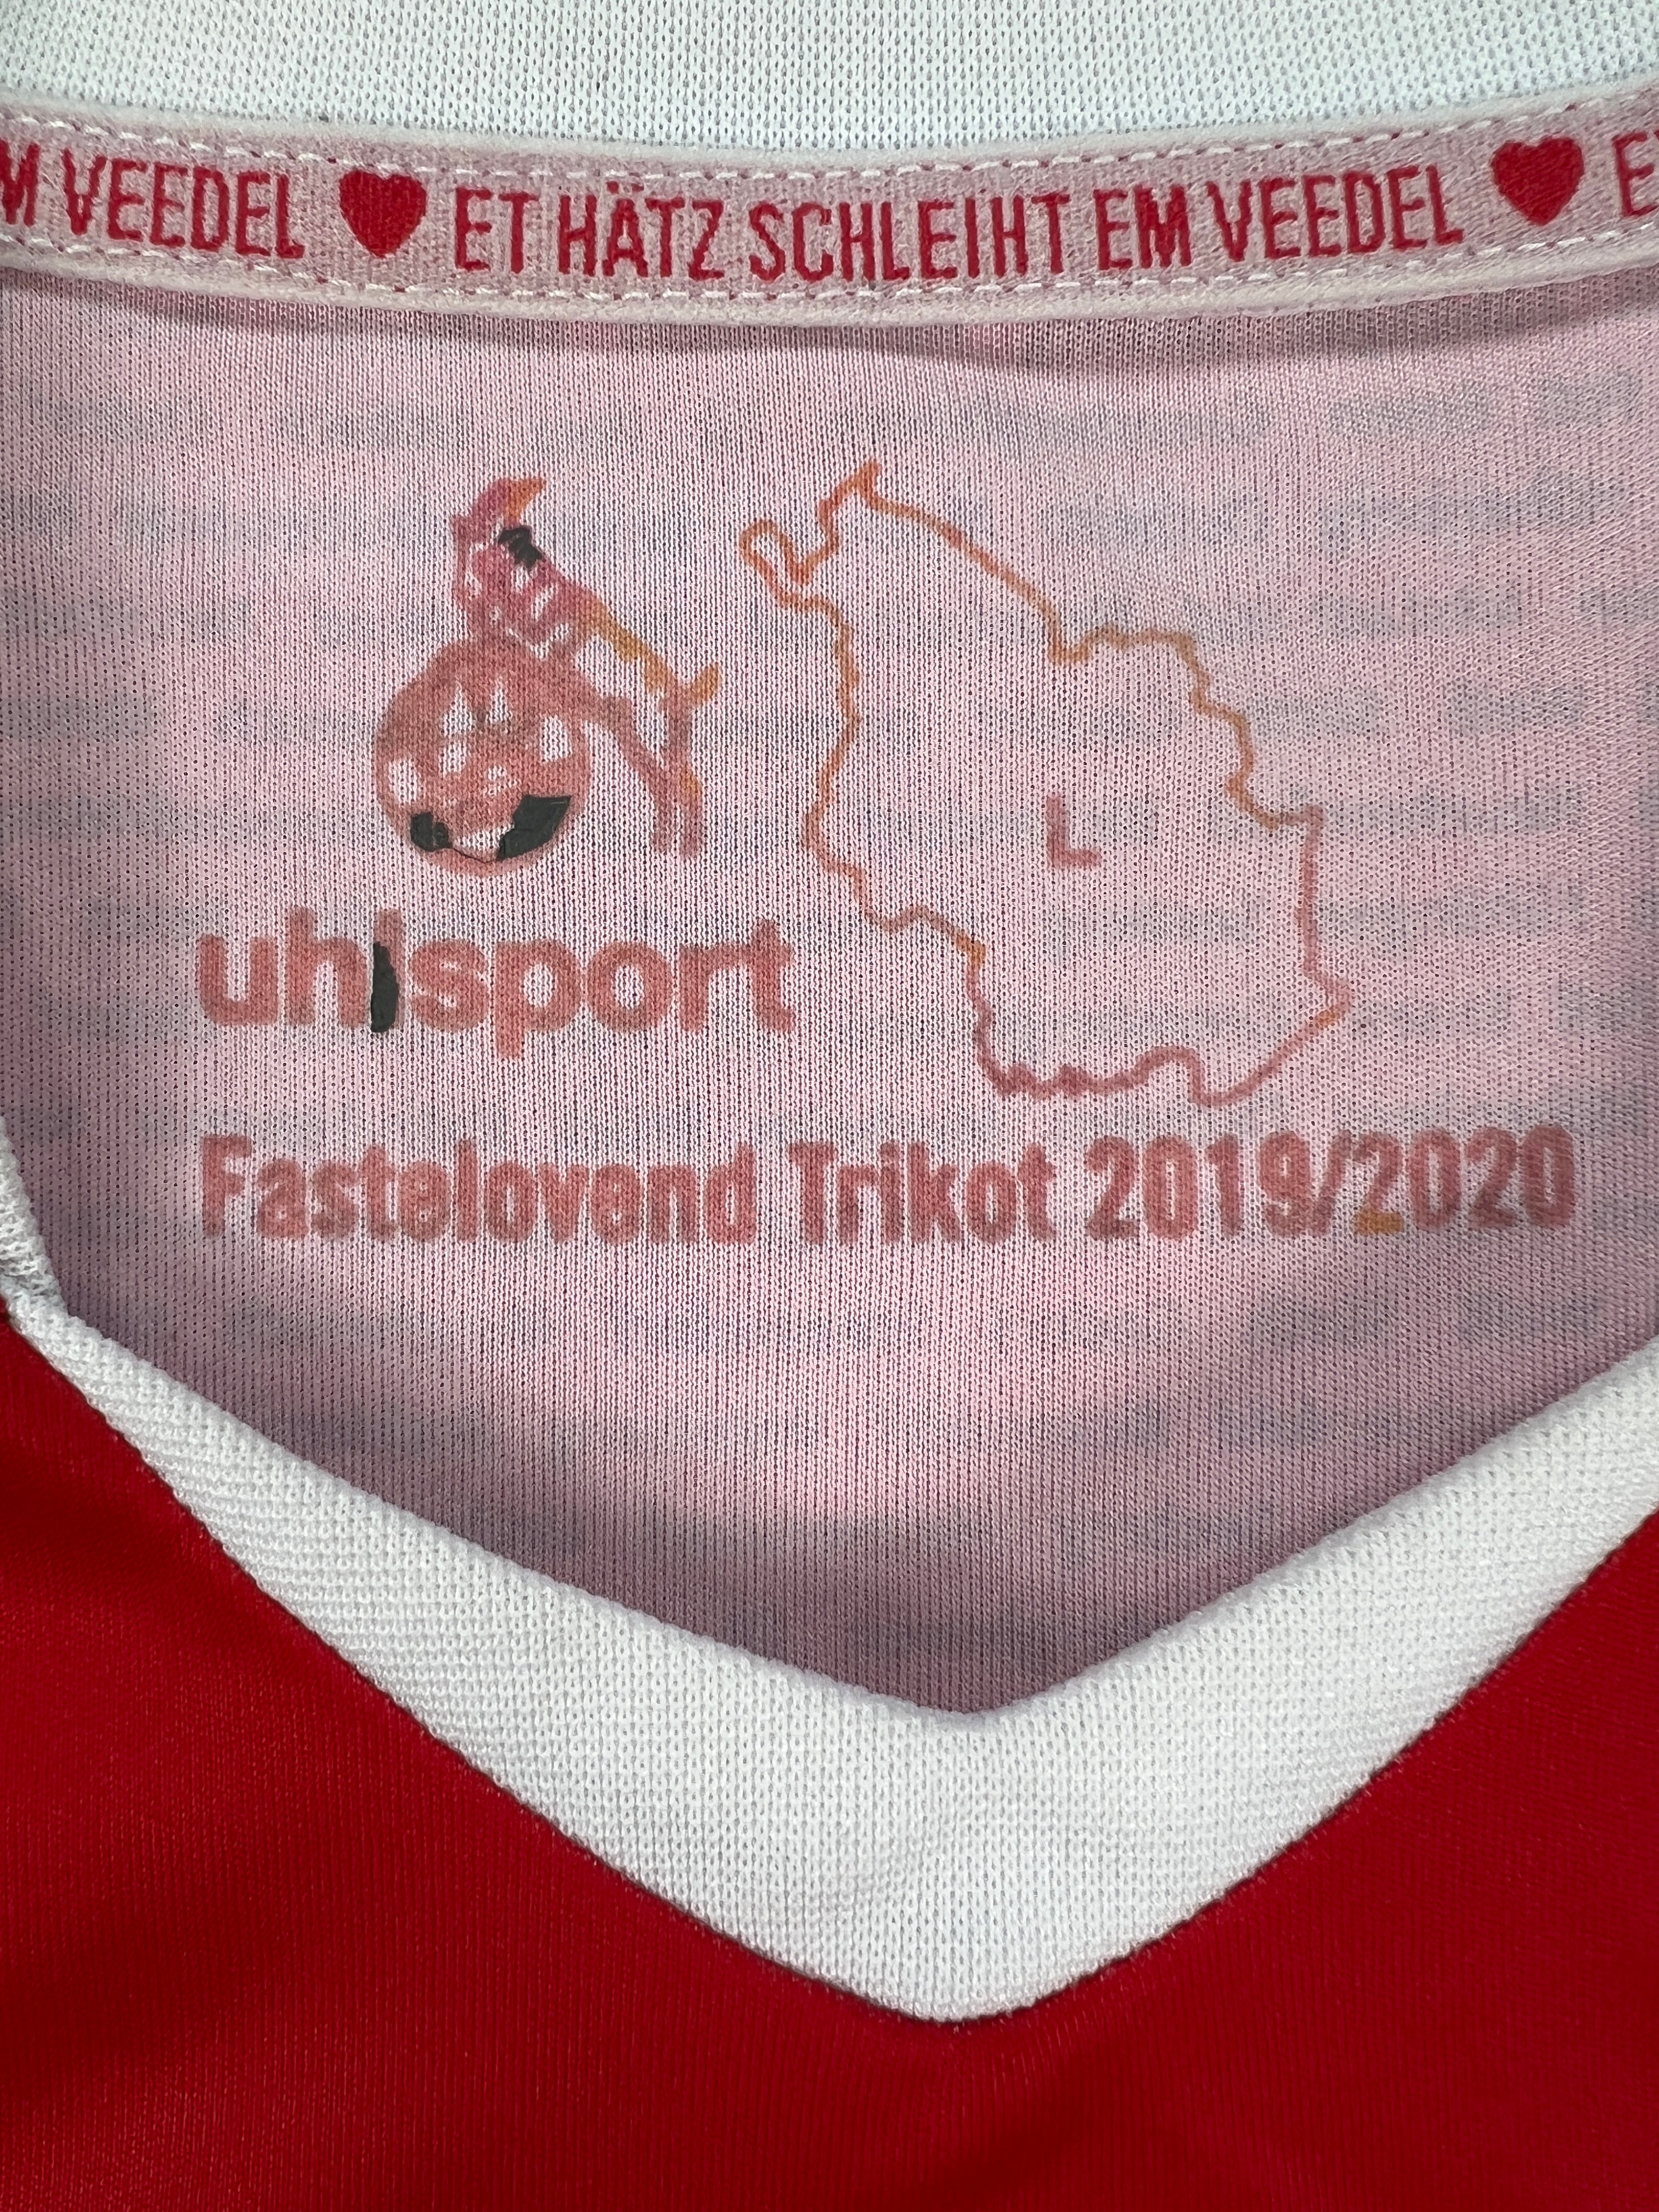 M VEEDEL ♥ ET HÄTZ SCHLEIHT EM VEEDEL ♥ E
L
uhlsport
Fastelovend Trikot 2019/2020